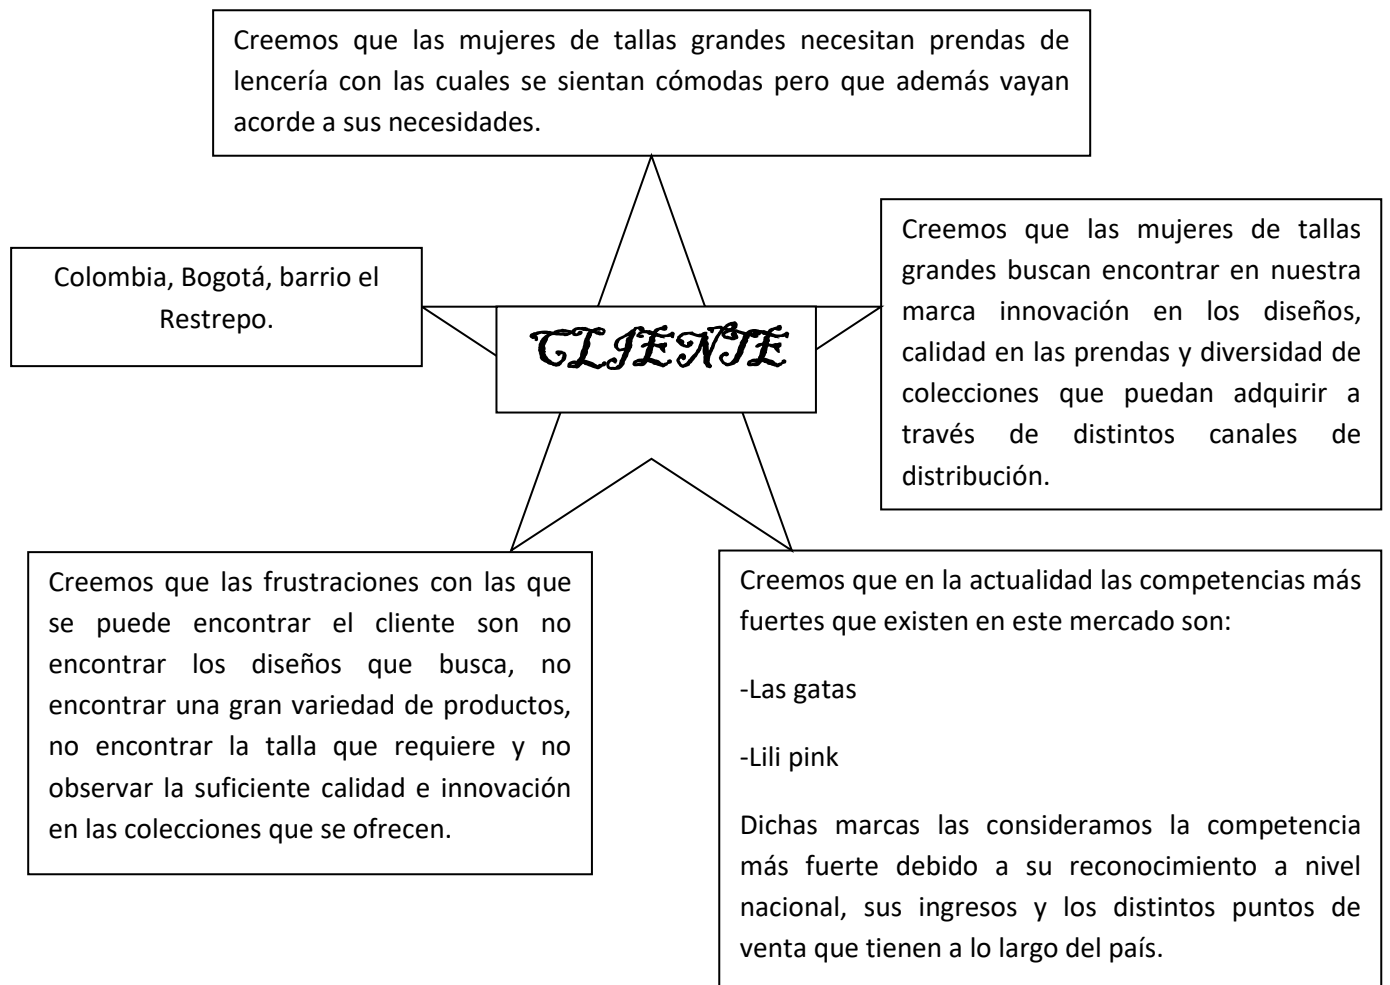 Creemos que las mujeres de tallas grandes necesitan prendas de
lencería con las cuales se sientan cómodas pero que además vayan
acorde a sus necesidades.
Colombia, Bogotá, barrio el
Restrepo.
CLIENTE
Creemos que las mujeres de tallas
grandes buscan encontrar en nuestra
marca innovación en los diseños,
calidad en las prendas y diversidad de
colecciones que puedan adquirir a
través de distintos canales de
distribución.
Creemos que las frustraciones con las que
se puede encontrar el cliente son no
encontrar los diseños que busca, no
encontrar una gran variedad de productos,
no encontrar la talla que requiere y no
observar la suficiente calidad e innovación
en las colecciones que se ofrecen.
Creemos que en la actualidad las competencias más
fuertes que existen en este mercado son:
-Las gatas
-Lili pink
Dichas marcas las consideramos la competencia
más fuerte debido a su reconocimiento a nivel
nacional, sus ingresos y los distintos puntos de
venta que tienen a lo largo del país.